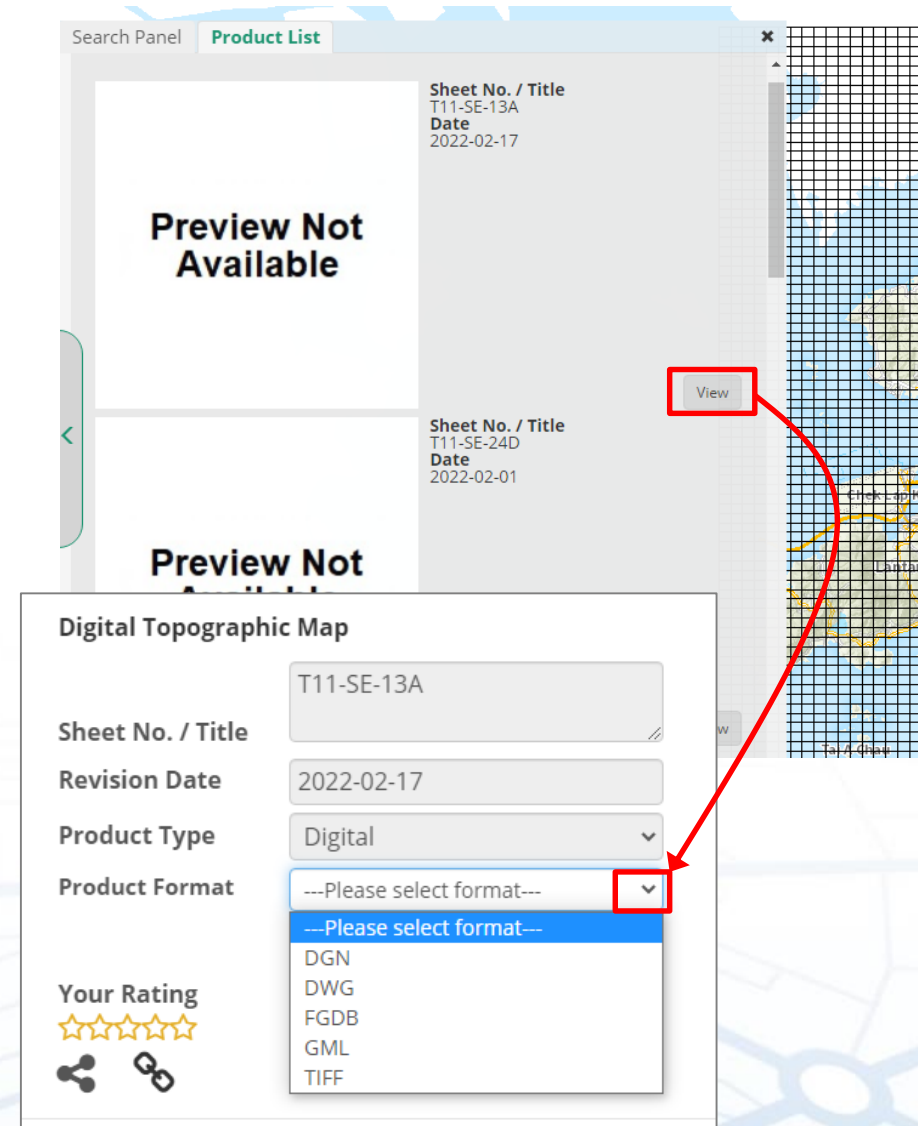 Search Panel
Product List
Sheet No. / Title
T11-SE-13A
Date
2022-02-17
Preview Not
Available
View
Sheet No. / Title
T11-SE-24D
Date
2022-02-01
Preview Not
Digital Topographic Map
Sheet No. / Title
T11-SE-13A
Revision Date
2022-02-17
Product Type
Digital
Product Format
---Please select format---
---Please select format---
DGN
DWG
FGDB
GML
TIFF
Your Rating
Tai A Chau